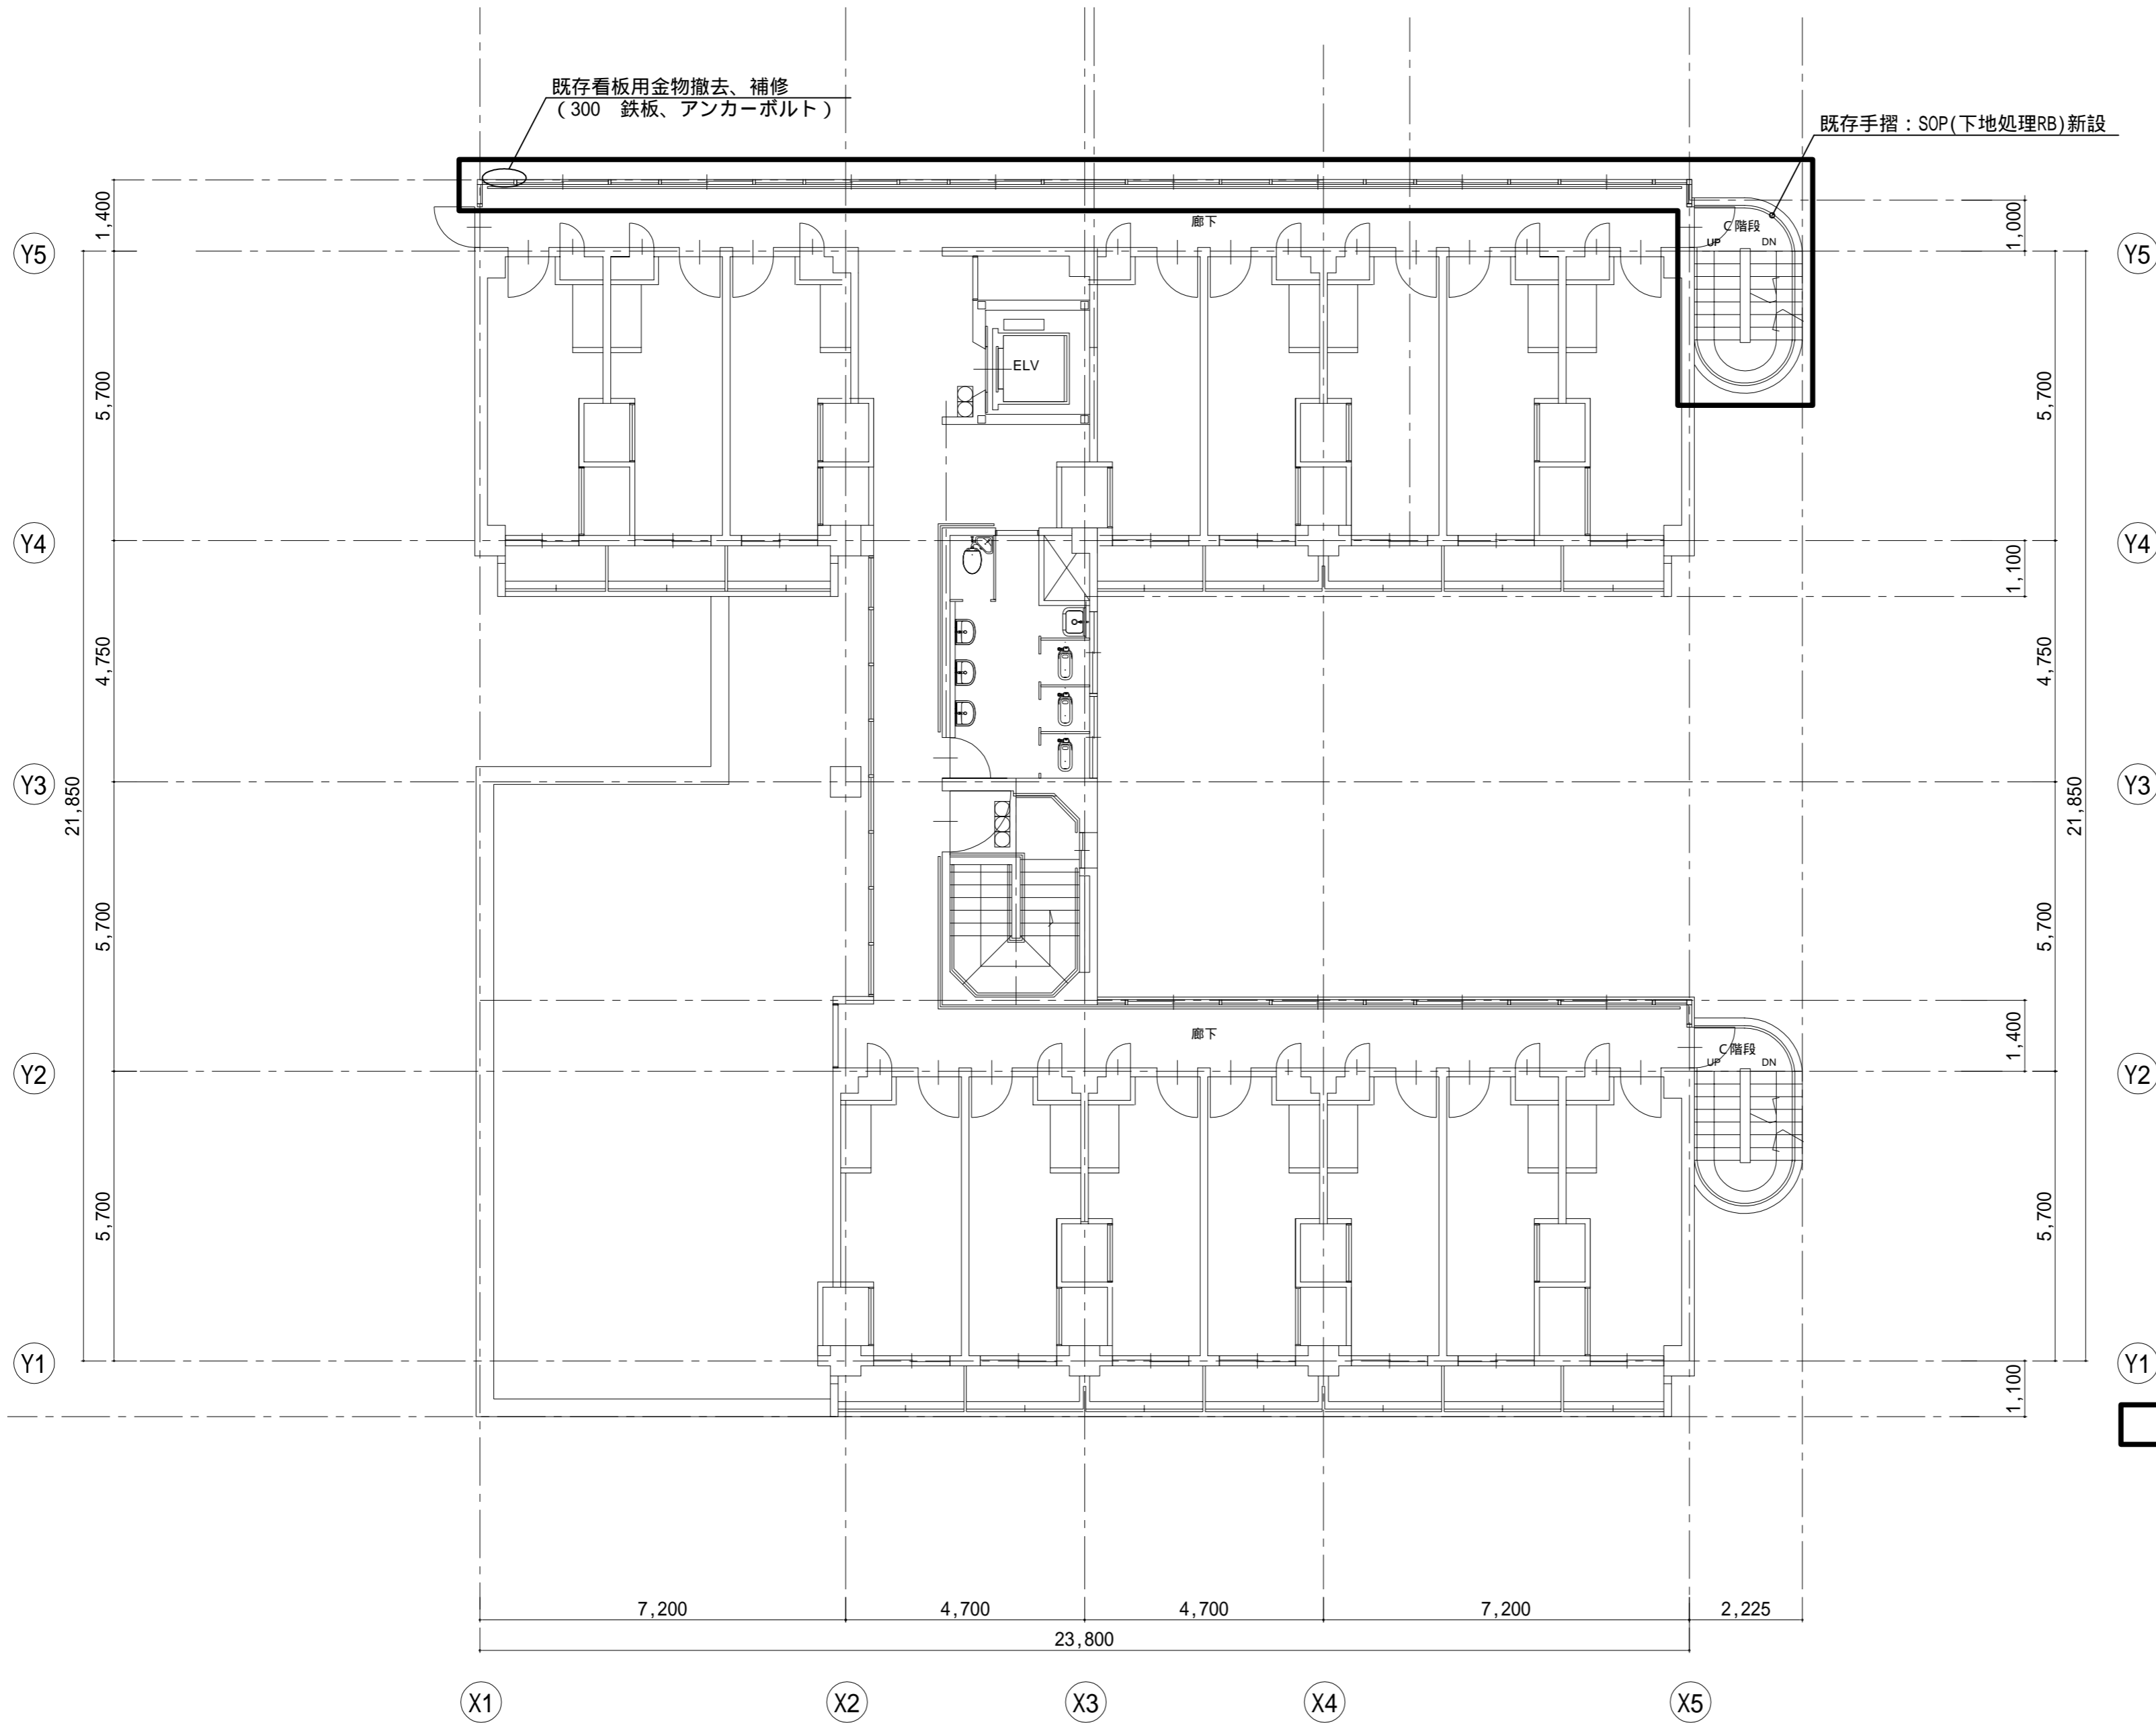 既存看板用金物撤去、補修
(300 鉄板、アンカーボルト)
既存手摺:SOP(下地処理RB)新設
1,400
1,000
廊下
C階段
UP
DN
Y5
Y5
5,700
5,700
ELV
Y4
Y4
1,100
4,750
4,750
Y3
Y3
21,850
21,850
5,700
5,700
1,400
廊下
C階段
UP
DN
Y2
Y2
5,700
5,700
Y1
Y1
1,100
7,200
4,700
4,700
7,200
2,225
23,800
X1
X2
X3
X4
X5